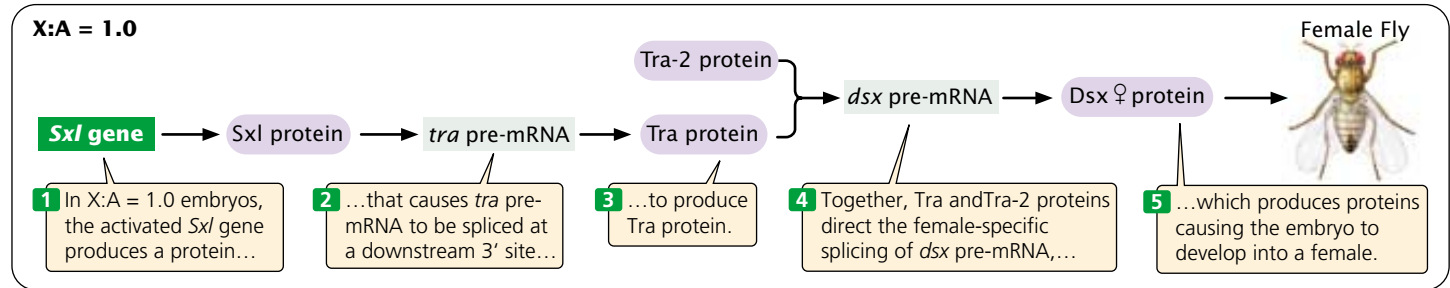 X:A = 1.0
Female Fly
Tra-2 protein
Sxl gene
Sxl protein
tra pre-mRNA
Tra protein
dsx pre-mRNA
Dsx ♀ protein
1 In X:A = 1.0 embryos,
the activated Sxl gene
produces a protein…
2 …that causes tra pre-
mRNA to be spliced at
a downstream 3′ site…
3 …to produce
Tra protein.
4 Together, Tra andTra-2 proteins
direct the female-specific
splicing of dsx pre-mRNA,…
5 …which produces proteins
causing the embryo to
develop into a female.